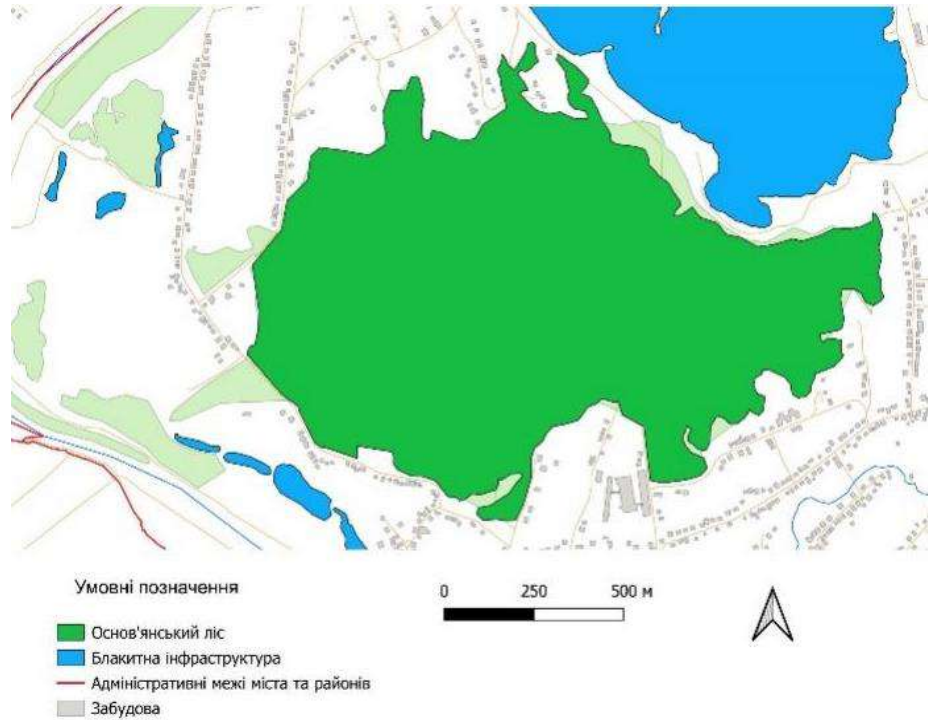 Умовні позначення
0 250 500 м
Основ'янський ліс
Блакитна інфраструктура
Адміністративні межі міста та районів
Забудова